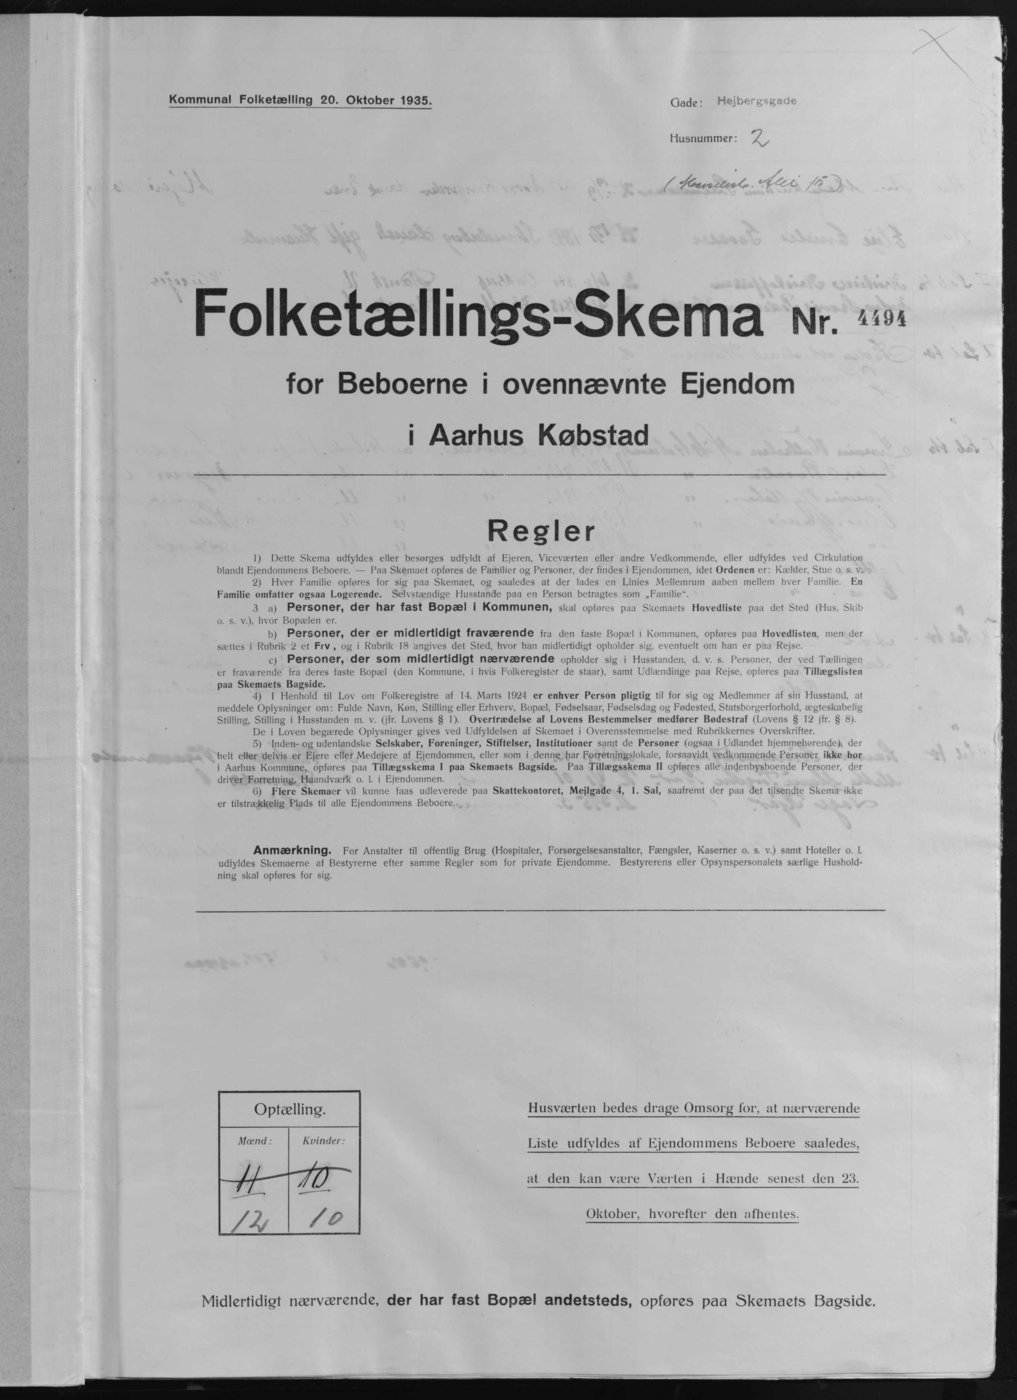 Kommunal Folketælling 20. Oktober 1935.
Gade: Hejbergsgade
Husnummer: 2
Folketællings-Skema Nr. 4494
for Beboerne i ovennævnte Ejendom
i Aarhus Købstad
Regler
1) Dette Skema udfyldes eller besørges udfyldt af Ejeren, Viceværten eller andre Vedkommende, eller udfyldes ved Cirkulation
blandt Ejendommens Beboere. — Paa Skemaet opføres de Familier og Personer, der findes i Ejendommen, idet Ordenen er: Kælder, Stue o. s. v.
2) Hver Familie opføres for sig paa Skemaet, og saaledes at der lades en Linies Mellemrum aaben mellem hver Familie. En
Familie omfatter ogsaa Logerende. Selvstændige Husstande paa en Person betragtes som „Familie“.
3 a) Personer, der har fast Bopæl i Kommunen, skal opføres paa Skemaets Hovedliste paa det Sted (Hus, Skib
o. s. v.), hvor Bopælen er.
b) Personer, der er midlertidigt fraværende fra den faste Bopæl i Kommunen, opføres paa Hovedlisten, men der
sættes i Rubrik 2 et Frv., og i Rubrik 18 angives det Sted, hvor han midlertidigt opholder sig, eventuelt om han er paa Rejse.
c) Personer, der som midlertidigt nærværende opholder sig i Husstanden, d. v. s. Personer, der ved Tællingen
er fraværende fra deres faste Bopæl (den Kommune, i hvis Folkeregister de staar), samt Udlændinge paa Rejse, opføres paa Tillægslisten
paa Skemaets Bagside.
4) I Henhold til Lov om Folkeregistre af 14. Marts 1924 er enhver Person pligtig til for sig og Medlemmer af sin Husstand, at
meddele Oplysninger om: Fulde Navn, Køn, Stilling eller Erhverv, Bopæl, Fødselsaar, Fødselsdag og Fødested, Statsborgerforhold, ægteskabelig
Stilling, Stilling i Husstanden m. v. (jfr. Lovens § 1). Overtrædelse af Lovens Bestemmelser medfører Bødestraf (Lovens § 12 jfr. § 8).
De i Loven begærede Oplysninger gives ved Udfyldelsen af Skemaet i Overensstemmelse med Rubrikkernes Overskrifter.
5) Inden- og udenlandske Selskaber, Foreninger, Stiftelser, Institutioner samt de Personer (ogsaa i Udlandet hjemmehørende), der
helt eller delvis er Ejere eller Medejere af Ejendommen, eller som i denne har Forretningslokale, forsaavidt vedkommende Personer ikke bor
i Aarhus Kommune, opføres paa Tillægsskema I paa Skemaets Bagside. Paa Tillægsskema II opføres alle indenbysboende Personer, der
driver Forretning, Haandværk o. l. i Ejendommen.
6) Flere Skemaer vil kunne faas udleverede paa Skattekontoret, Mejlgade 4, 1. Sal, saafremt der paa det tilsendte Skema ikke
er tilstrækkelig Plads til alle Ejendommens Beboere.
Anmærkning. For Anstalter til offentlig Brug (Hospitaler, Forsørgelsesanstalter, Fængsler, Kaserner o. s. v.) samt Hoteller o. l.
udfyldes Skemaerne af Bestyrerne efter samme Regler som for private Ejendomme. Bestyrerens eller Opsynspersonalets særlige Hushold-
ning skal opføres for sig.
Optælling.
Mænd: Kvinder:
11 10
12 10
Husværten bedes drage Omsorg for, at nærværende
Liste udfyldes af Ejendommens Beboere saaledes,
at den kan være Værten i Hænde senest den 23.
Oktober, hvorefter den afhentes.
Midlertidigt nærværende, der har fast Bopæl andetsteds, opføres paa Skemaets Bagside.